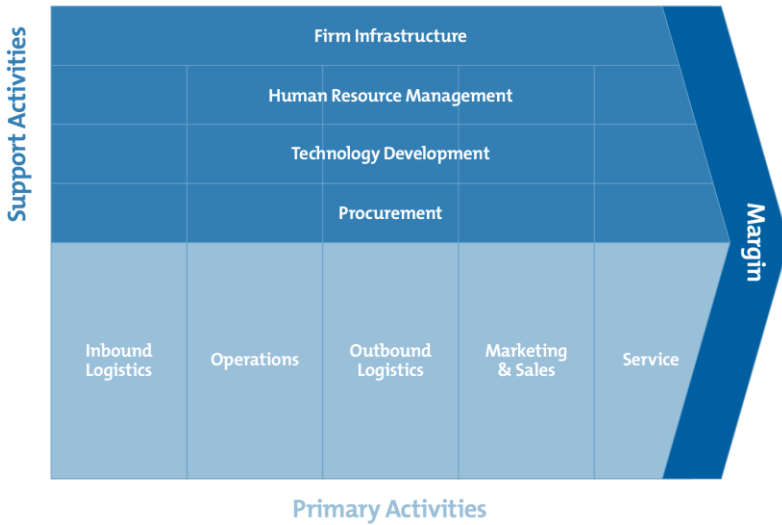 Support Activities
Firm Infrastructure
Human Resource Management
Technology Development
Procurement
Margin
Inbound
Logistics
Operations
Outbound
Logistics
Marketing
& Sales
Service
Primary Activities